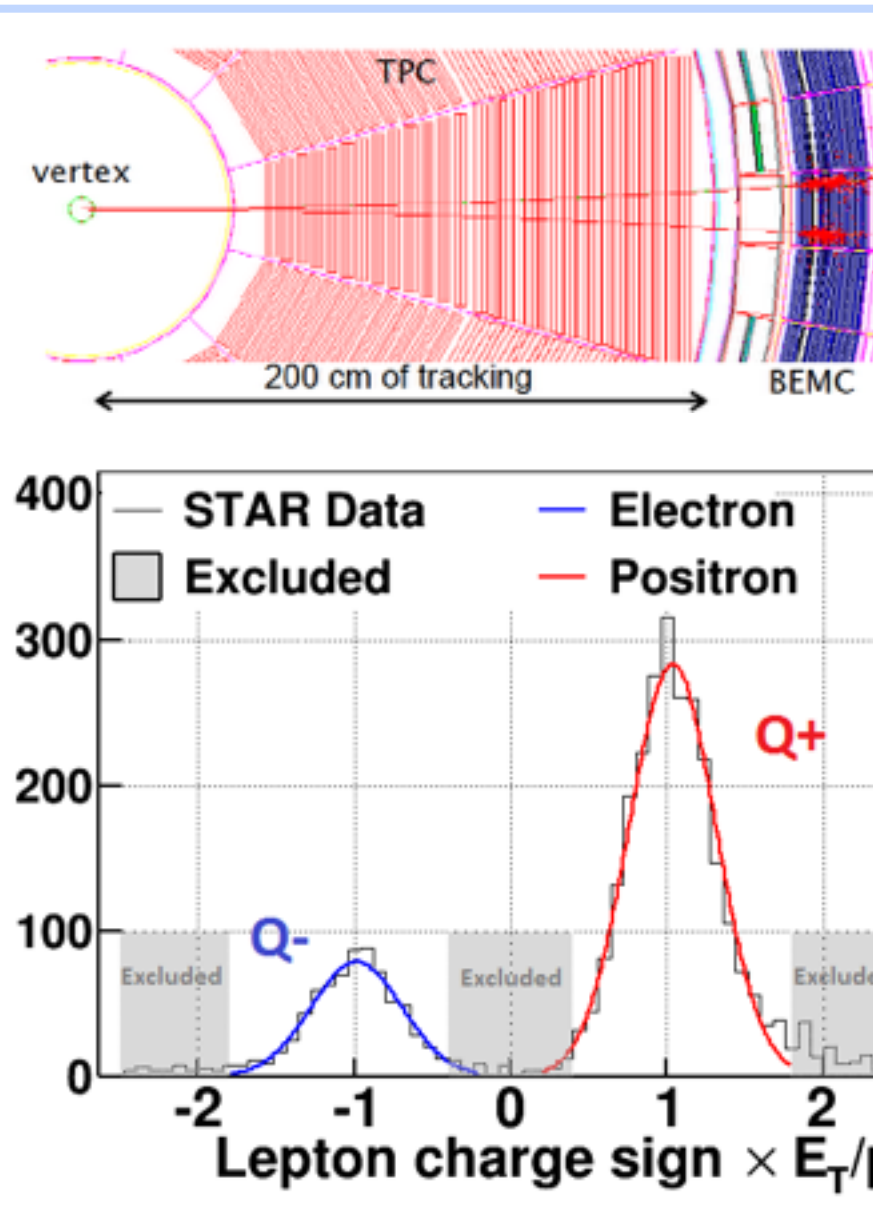 TPC
vertex
200 cm of tracking
BEMC
400
STAR Data
Electron
Excluded
Positron
300
Q+
200
100
Q-
Excluded
Excluded
0
-2 -1 0 1 2
Lepton charge sign × E_T/